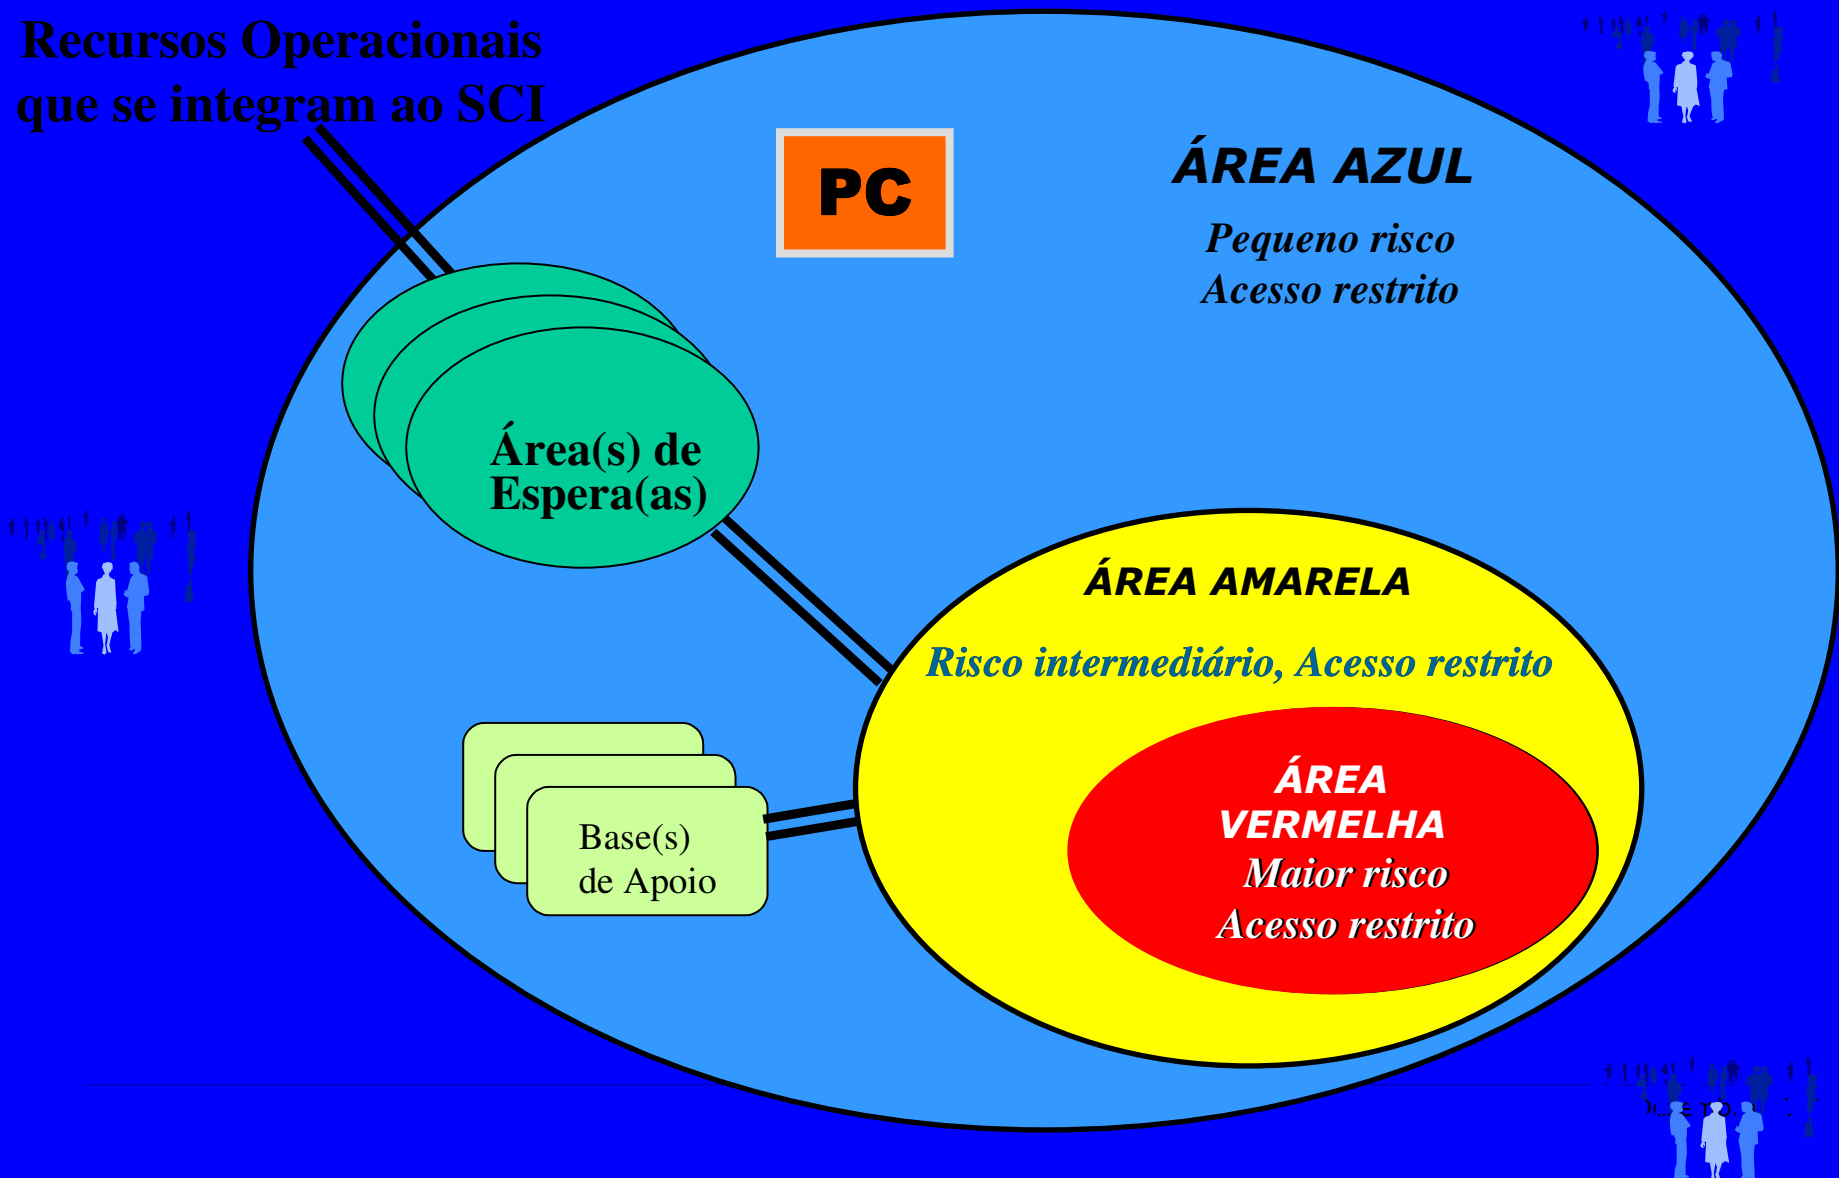 Recursos Operacionais
que se integram ao SCI
PC
ÁREA AZUL
Pequeno risco
Acesso restrito
Área(s) de
Espera(as)
ÁREA AMARELA
Risco intermediário, Acesso restrito
Base(s)
de Apoio
ÁREA
VERMELHA
Maior risco
Acesso restrito